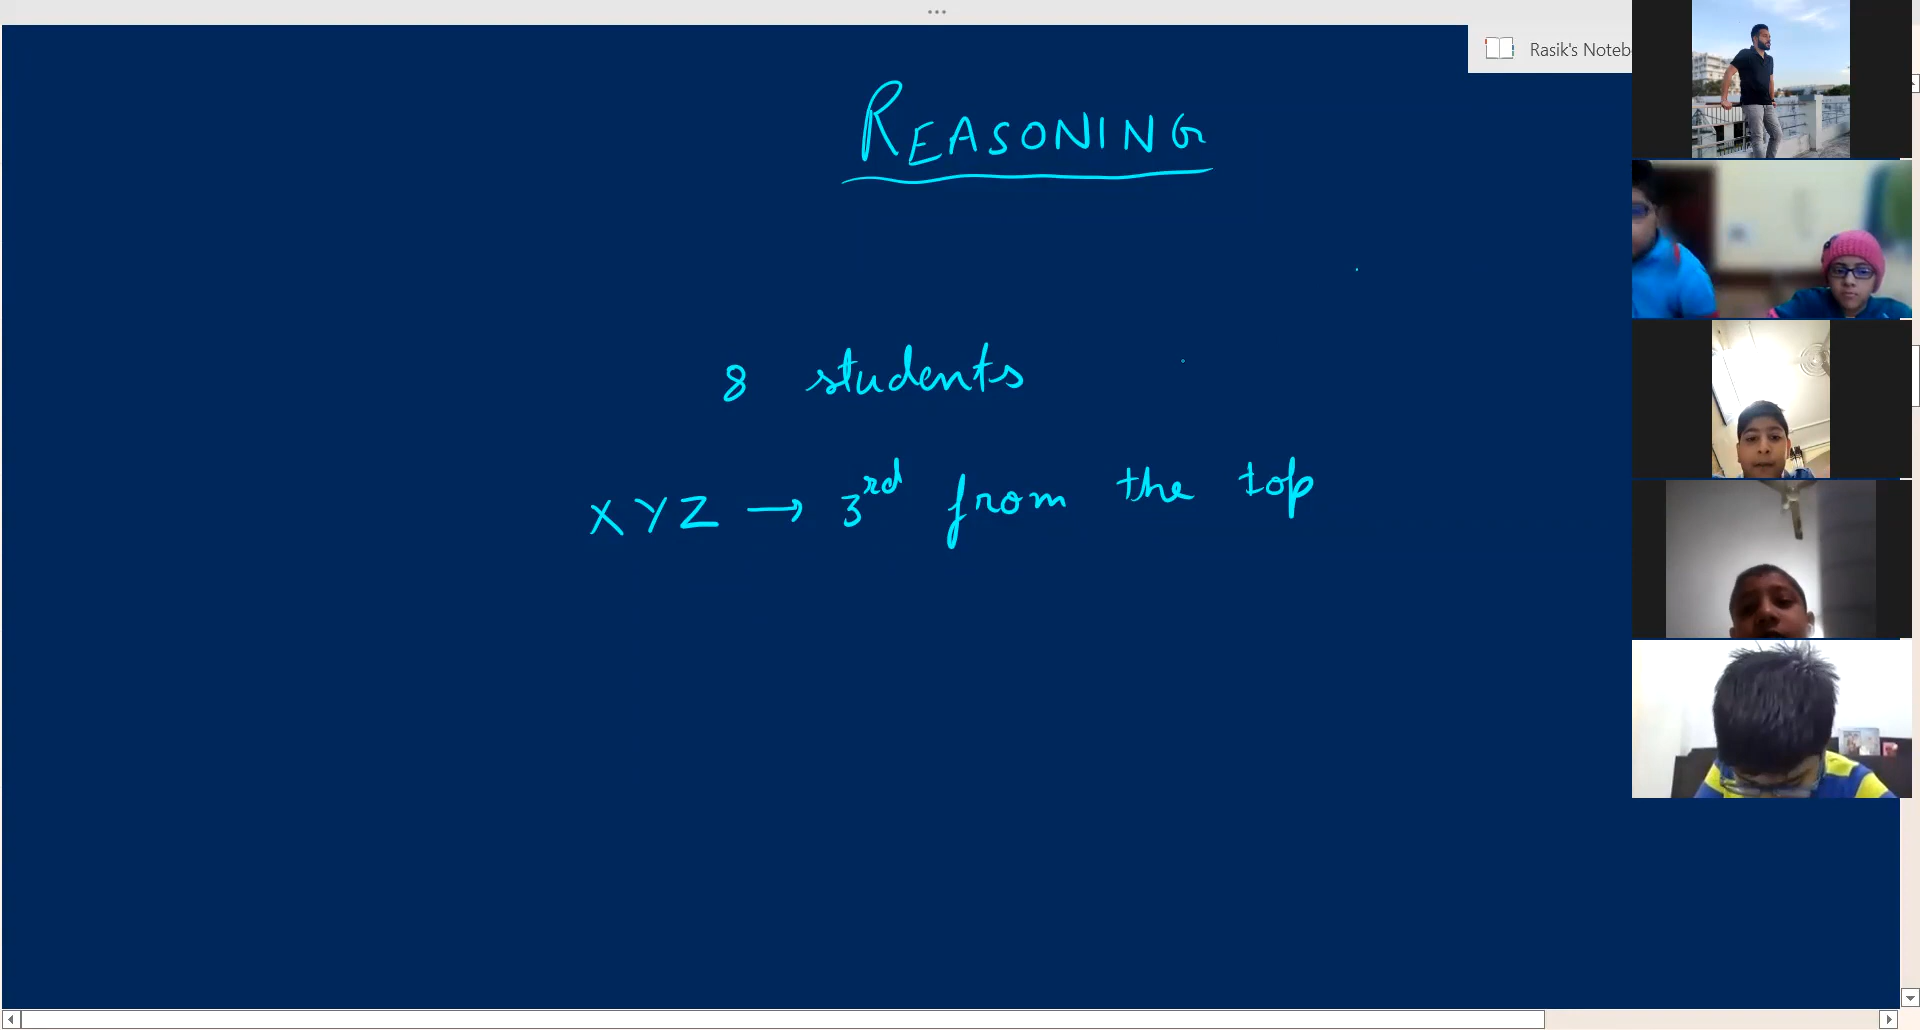 Rasik's Noteb
REASONING
8 students
XYZ → 3rd from the top